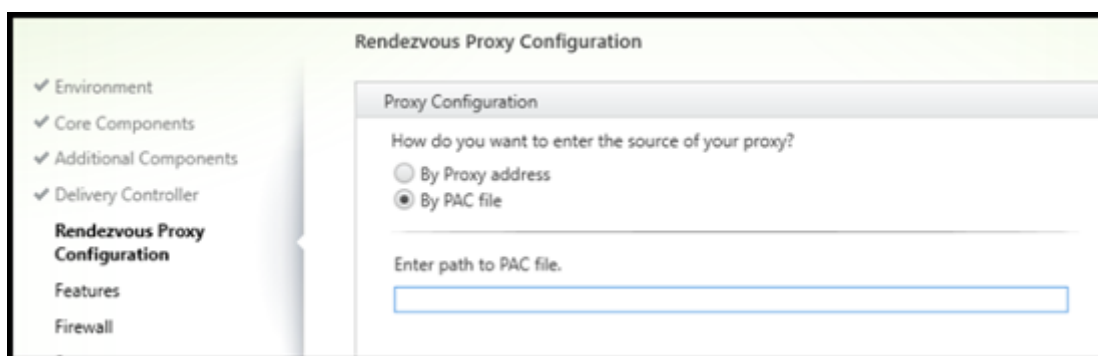 Rendezvous Proxy Configuration
Environment
Core Components
Additional Components
Delivery Controller
Rendezvous Proxy
Configuration
Features
Firewall
Proxy Configuration
How do you want to enter the source of your proxy?
By Proxy address
By PAC file
Enter path to PAC file.